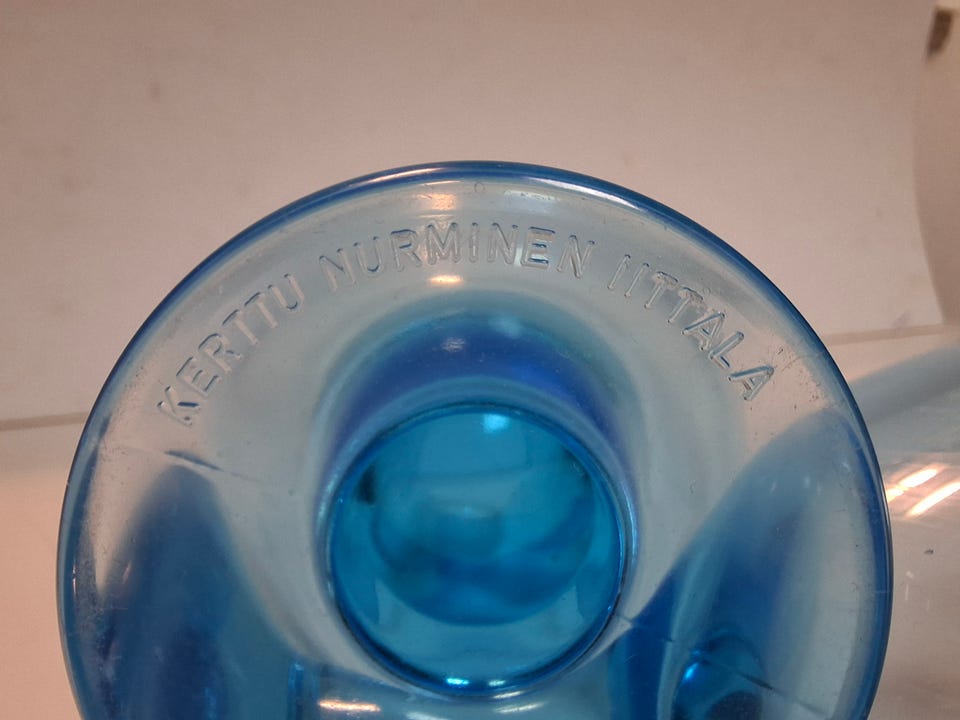 KERTTU NURMINEN IITTALA